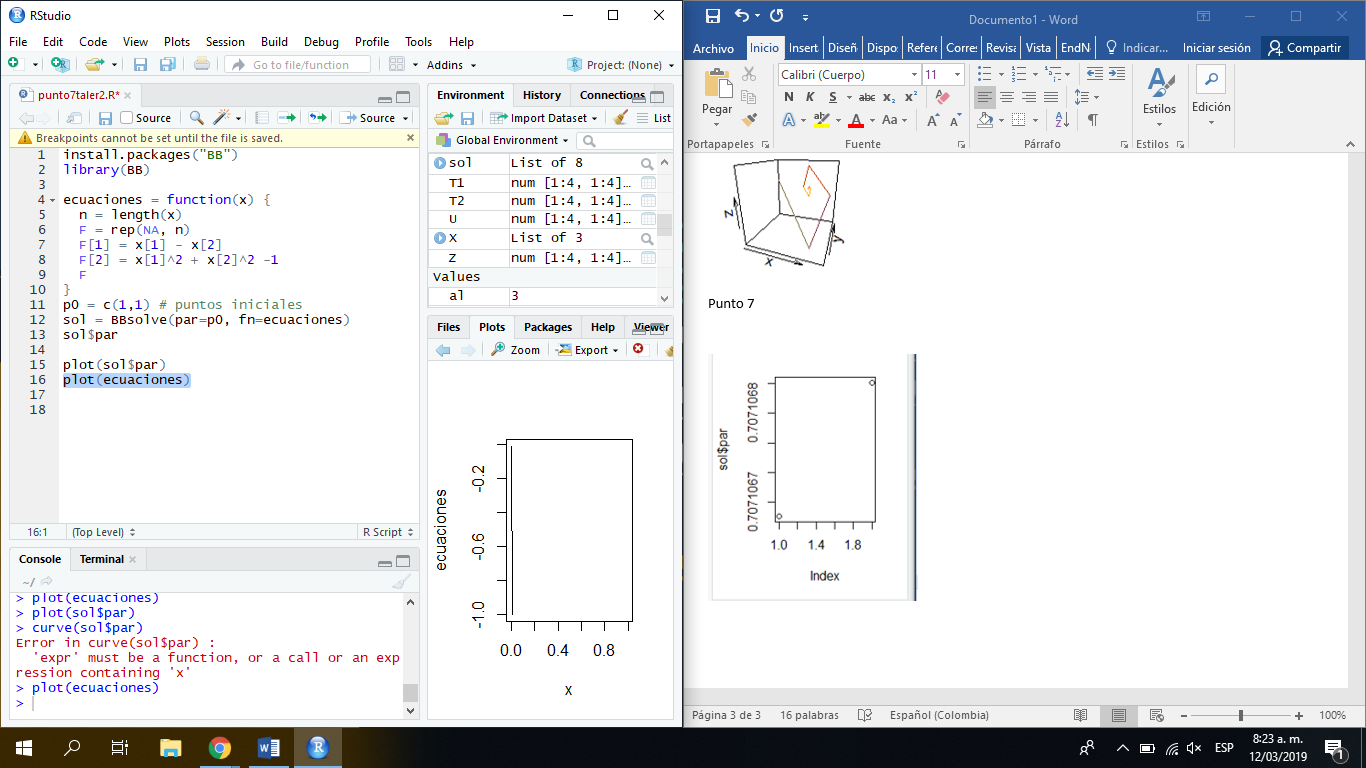 RStudio
File Edit Code View Plots Session Build Debug Profile Tools Help
Go to file/function Addins Project: (None)
punto7taler2.R*
Source Source
Breakpoints cannot be set until the file is saved.
1 install.packages("BB")
2 library(BB)
3
4 ecuaciones = function(x) {
5 n = length(x)
6 F = rep(NA, n)
7 F[1] = x[1] - x[2]
8 F[2] = x[1]^2 + x[2]^2 -1
9 F
10 }
11 p0 = c(1,1) # puntos iniciales
12 sol = BBsolve(par=p0, fn=ecuaciones)
13 sol$par
14
15 plot(sol$par)
16 plot(ecuaciones)
17
18
16:1 (Top Level) R Script
Console Terminal
~/
> plot(ecuaciones)
> plot(sol$par)
> curve(sol$par)
Error in curve(sol$par) :
'expr' must be a function, or a call or an exp
ression containing 'x'
> plot(ecuaciones)
>
Environment History Connections
Import Dataset List
Global Environment
sol List of 8
T1 num [1:4, 1:4]…
T2 num [1:4, 1:4]…
U num [1:4, 1:4]…
X List of 3
Z num [1:4, 1:4]…
Values
al 3
Files Plots Packages Help Viewer
Zoom Export
ecuaciones
-0.2
-0.6
-1.0
0.0 0.4 0.8
x
Documento1 - Word
Archivo Inicio Insert Diseñ Dispo Refere Corre: Revisa Vista EndN Indicar... Iniciar sesión Compartir
Pegar
Calibri (Cuerpo) 11
N K S abc x₂ x²
A ab A Aa A A
Estilos
Edición
Portapapeles Fuente Párrafo Estilos
Z
Y
X
Punto 7
sol$par
0.7071068
0.7071067
1.0 1.4 1.8
Index
Página 3 de 3 16 palabras Español (Colombia) 100%
W R ESP 8:23 a. m.
12/03/2019
1